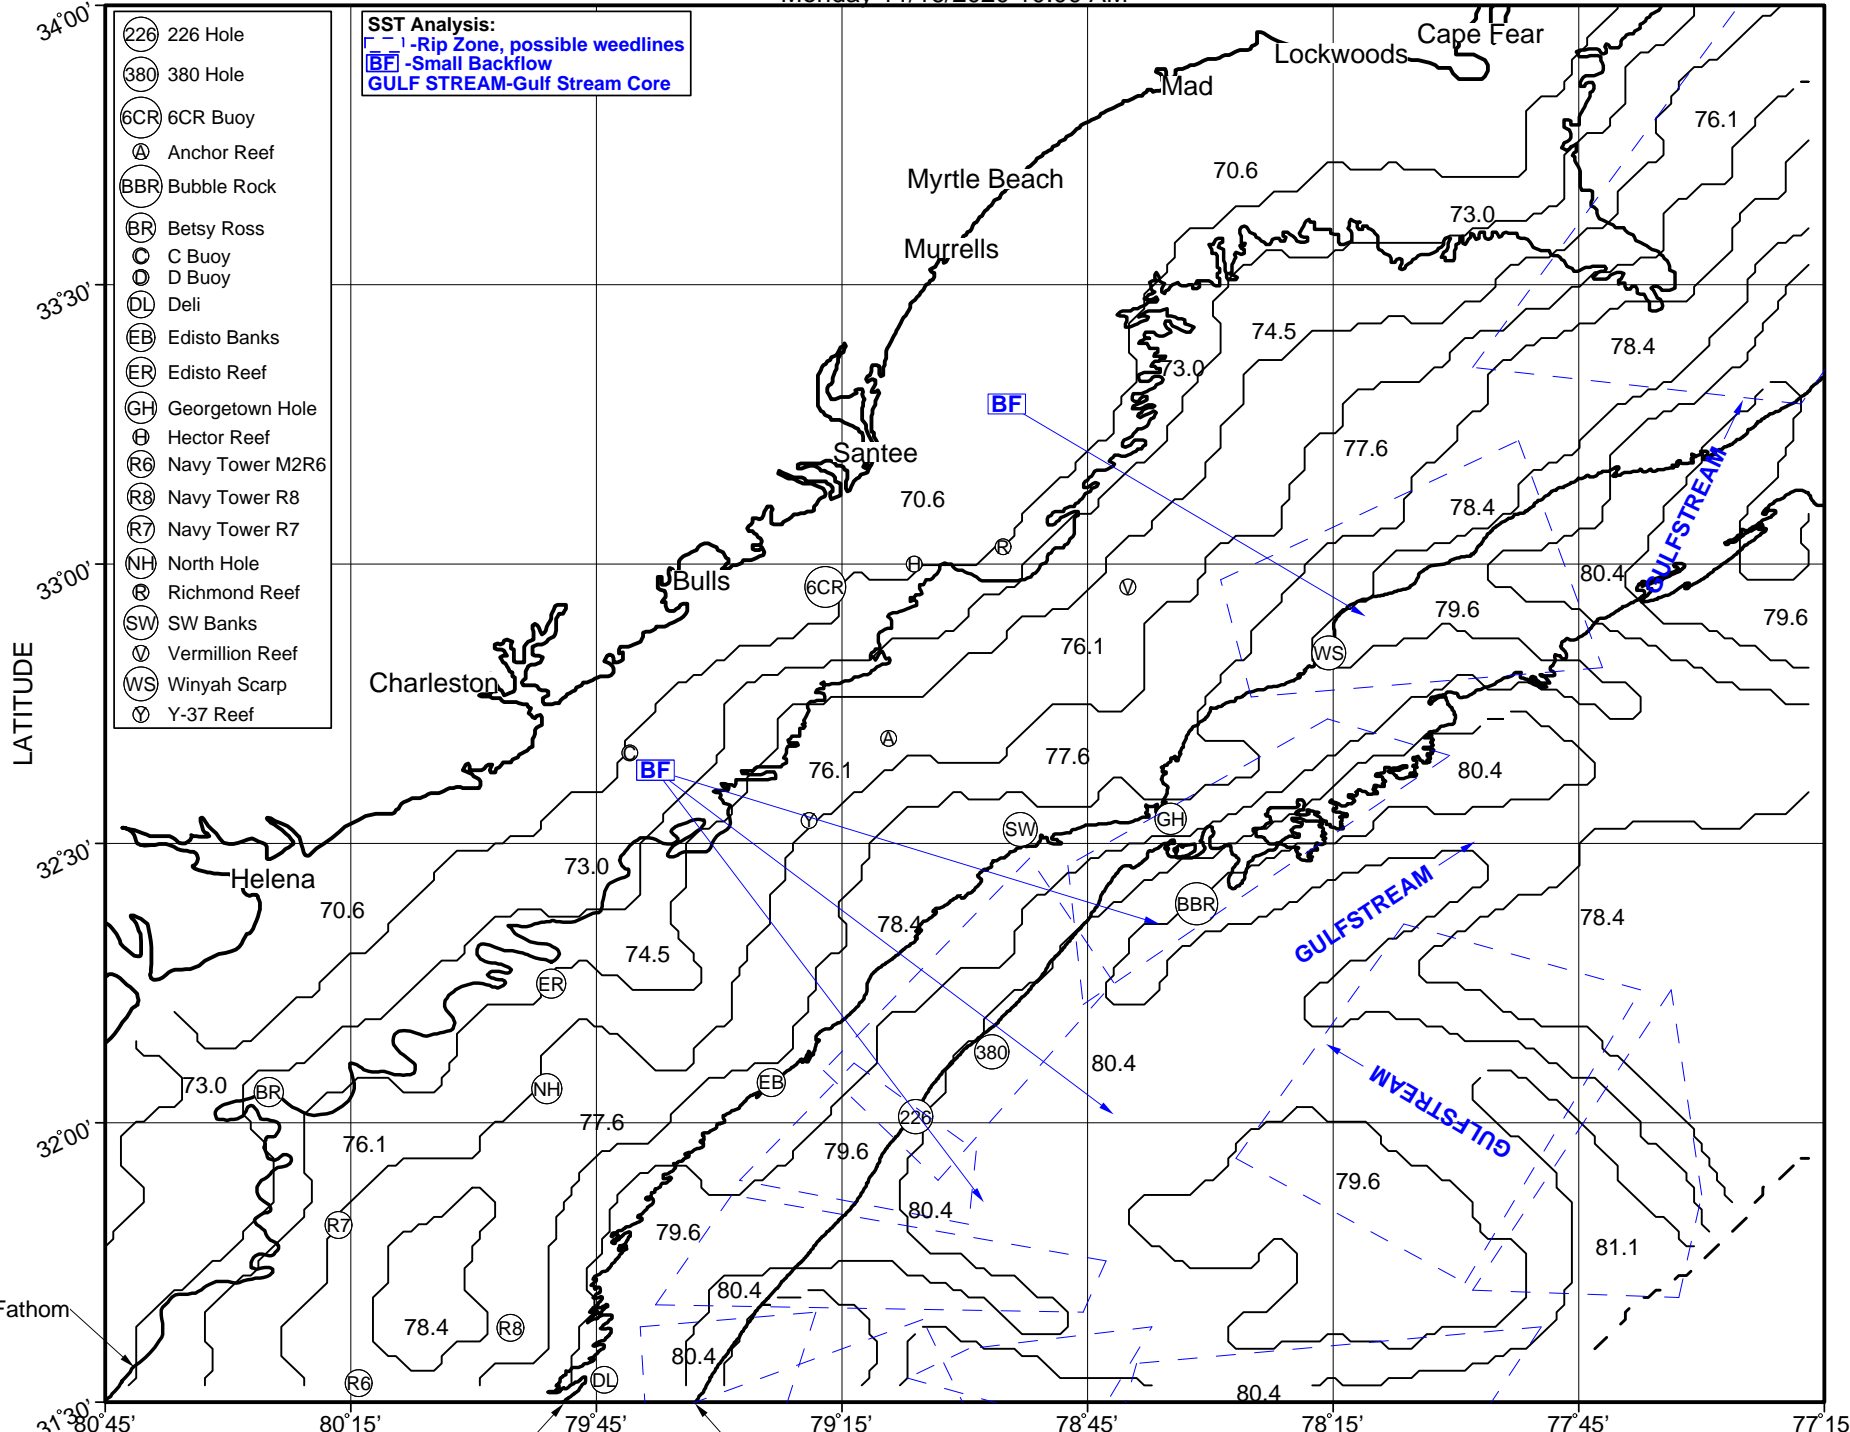 34°00'
33°30'
33°00'
32°30'
32°00'
31°30'
LATITUDE
226 226 Hole
380 380 Hole
6CR 6CR Buoy
A Anchor Reef
BBR Bubble Rock
BR Betsy Ross
C C Buoy
D D Buoy
DL Deli
EB Edisto Banks
ER Edisto Reef
GH Georgetown Hole
H Hector Reef
R6 Navy Tower M2R6
R8 Navy Tower R8
R7 Navy Tower R7
NH North Hole
R Richmond Reef
SW SW Banks
V Vermillion Reef
WS Winyah Scarp
Y Y-37 Reef
SST Analysis:
-Rip Zone, possible weedlines
BF -Small Backflow
GULF STREAM-Gulf Stream Core
Cape Fear
Lockwoods
Mad
76.1
70.6
Myrtle Beach
73.0
Murrells
74.5
78.4
73.0
BF
77.6
Santee
GULFSTREAM
70.6
78.4
R
H
80.4
Bulls
6CR
V
79.6
79.6
76.1
WS
Charleston
A
C
77.6
BF
76.1
80.4
Y
SW
GH
73.0
Helena
BBR
70.6
78.4
GULFSTREAM
78.4
74.5
ER
380
80.4
73.0
BR
NH
EB
GULFSTREAM
226
77.6
76.1
79.6
79.6
80.4
R7
79.6
81.1
80.4
Fathom
78.4
R8
80.4
R6
DL
80.4
80°45'
80°15'
79°45'
79°15'
78°45'
78°15'
77°45'
77°15'